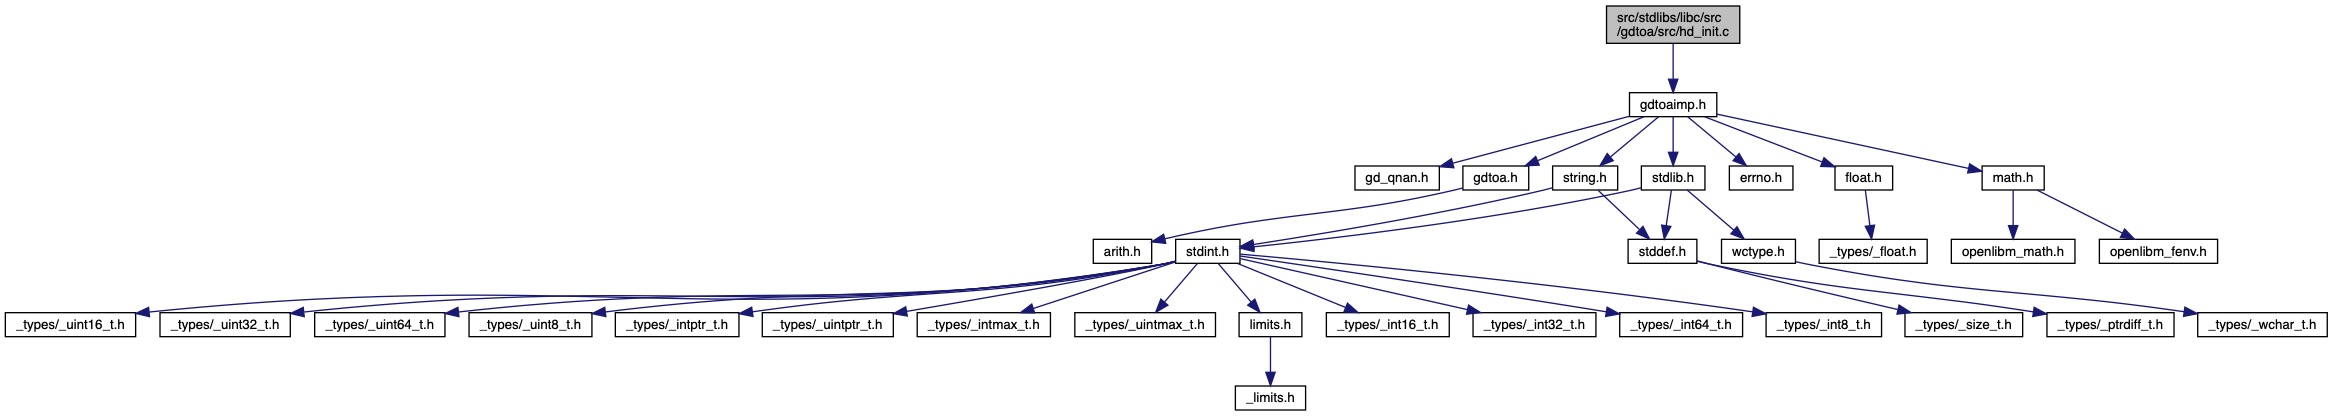 src/stdlibs/libc/src
/gdtoa/src/hd_init.c
gdtoaimp.h
gd_qnan.h
gdtoa.h
string.h
stdlib.h
errno.h
float.h
math.h
arith.h
stdint.h
stddef.h
wctype.h
_types/_float.h
openlibm_math.h
openlibm_fenv.h
_types/_uint16_t.h
_types/_uint32_t.h
_types/_uint64_t.h
_types/_uint8_t.h
_types/_intptr_t.h
_types/_uintptr_t.h
_types/_intmax_t.h
_types/_uintmax_t.h
limits.h
_types/_int16_t.h
_types/_int32_t.h
_types/_int64_t.h
_types/_int8_t.h
_types/_size_t.h
_types/_ptrdiff_t.h
_types/_wchar_t.h
_limits.h